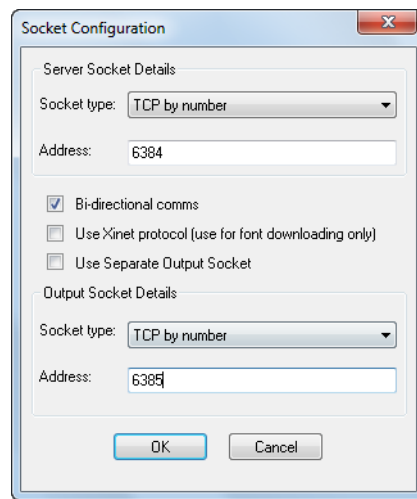 Socket Configuration
Server Socket Details
Socket type: TCP by number
Address: 6384
Bi-directional comms
Use Xinet protocol (use for font downloading only)
Use Separate Output Socket
Output Socket Details
Socket type: TCP by number
Address: 6385
OK Cancel